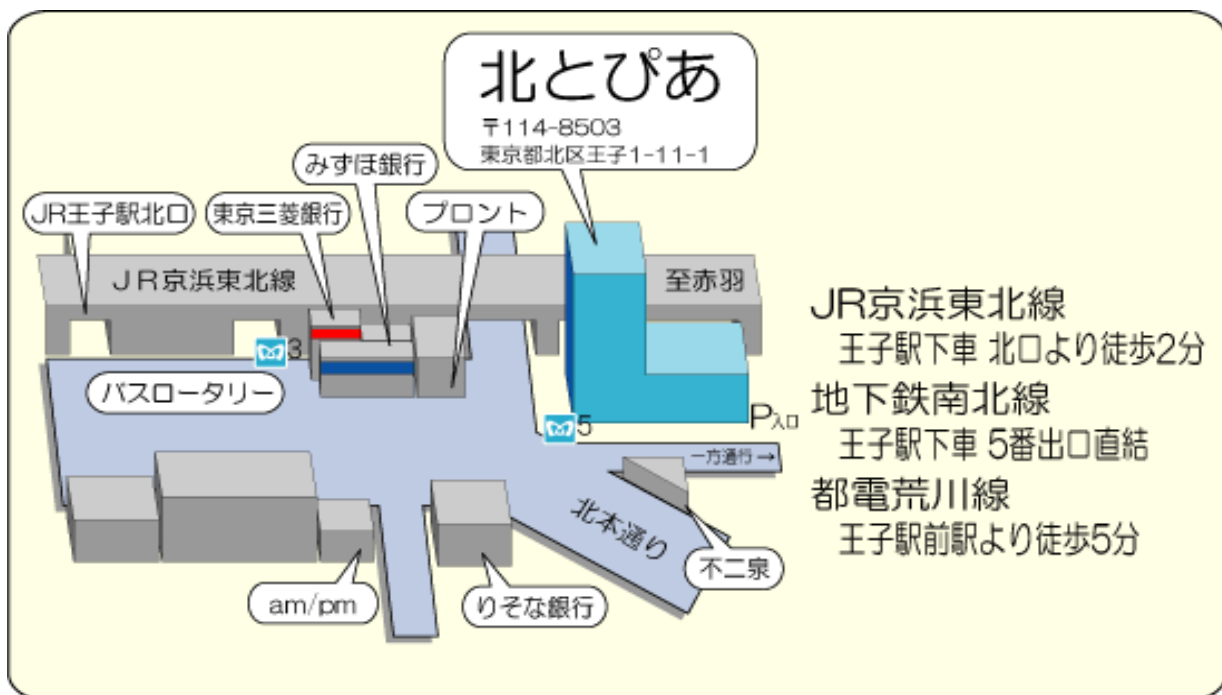 北とぴあ
〒114-8503
東京都北区王子1-11-1
みずほ銀行
JR王子駅北口
東京三菱銀行
プロント
JR京浜東北線
至赤羽
3
バスロータリー
5
P入口
一方通行→
北本通り
不二泉
am/pm
りそな銀行
JR京浜東北線
王子駅下車 北口より徒歩2分
地下鉄南北線
王子駅下車 5番出口直結
都電荒川線
王子駅前駅より徒歩5分